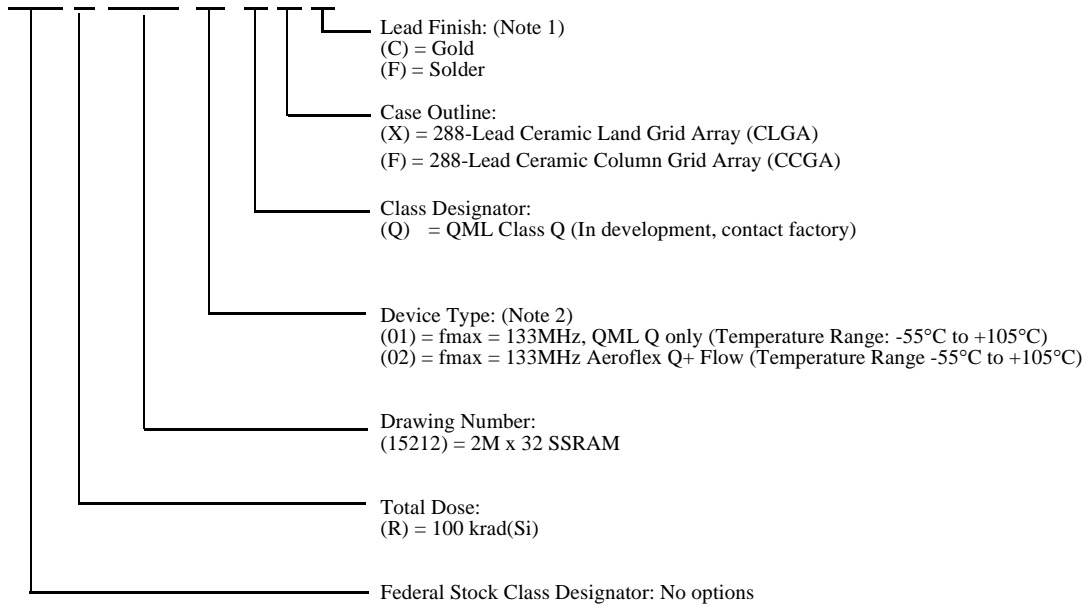 Lead Finish: (Note 1)
(C) = Gold
(F) = Solder
Case Outline:
(X) = 288-Lead Ceramic Land Grid Array (CLGA)
(F) = 288-Lead Ceramic Column Grid Array (CCGA)
Class Designator:
(Q) = QML Class Q (In development, contact factory)
Device Type: (Note 2)
(01) = fmax = 133MHz, QML Q only (Temperature Range: -55°C to +105°C)
(02) = fmax = 133MHz Aeroflex Q+ Flow (Temperature Range -55°C to +105°C)
Drawing Number:
(15212) = 2M x 32 SSRAM
Total Dose:
(R) = 100 krad(Si)
Federal Stock Class Designator: No options